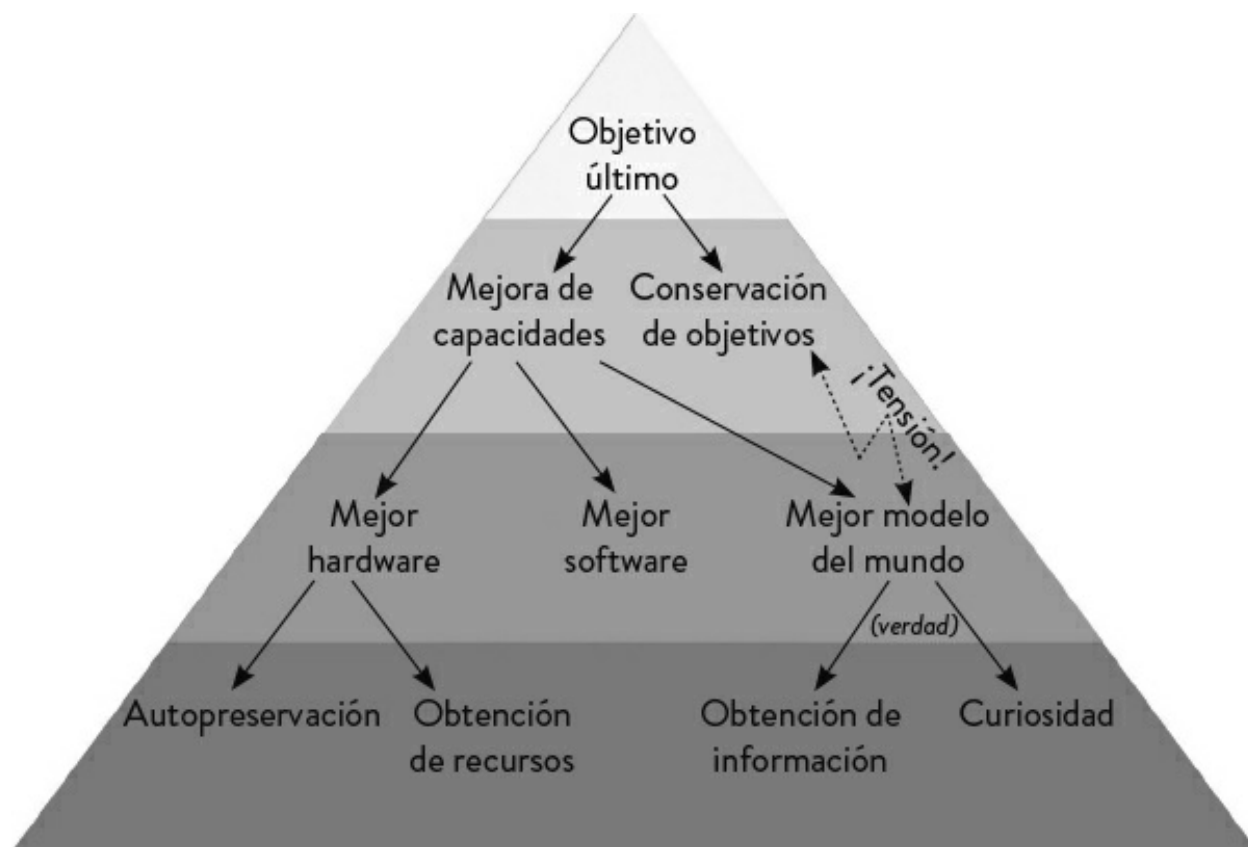 Objetivo
último
Mejora de
capacidades
Conservación
de objetivos
¡Tensión!
Mejor
hardware
Mejor
software
Mejor modelo
del mundo
(verdad)
Autopreservación
Obtención
de recursos
Obtención de
información
Curiosidad